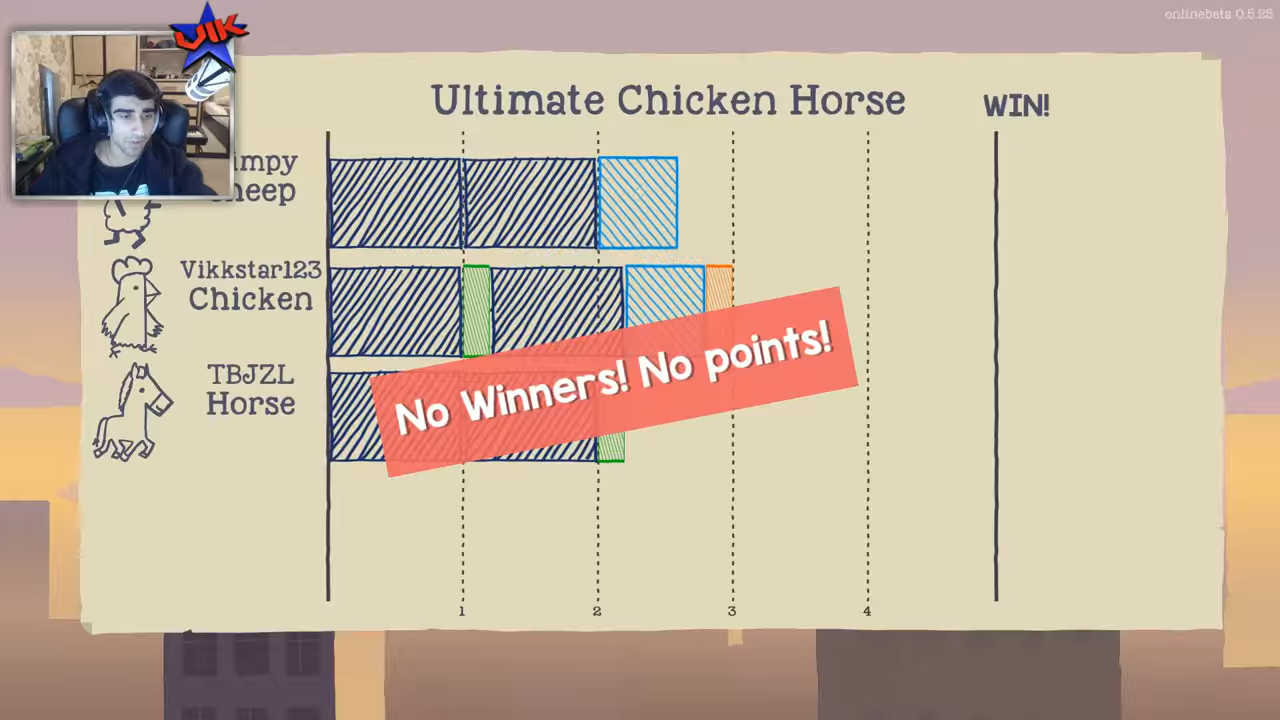 onlinebeta 0.5.25
VIK
Ultimate Chicken Horse
WIN!
Vikkstar123
Chicken
TBJZL
Horse
No Winners! No points!
1 2 3 4